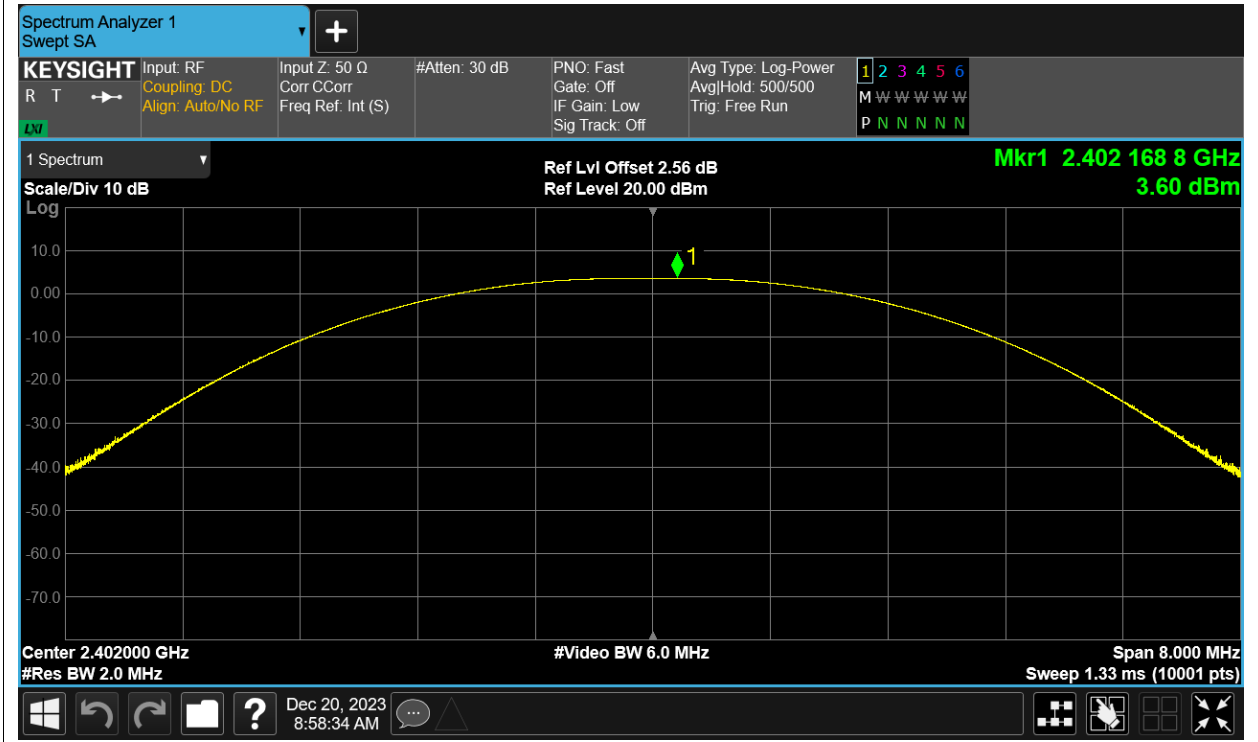 Spectrum Analyzer 1
Swept SA
KEYSIGHT
R T
LXI
Input: RF
Coupling: DC
Align: Auto/No RF
Input Z: 50 Ω
Corr CCorr
Freq Ref: Int (S)
#Atten: 30 dB
PNO: Fast
Gate: Off
IF Gain: Low
Sig Track: Off
Avg Type: Log-Power
Avg|Hold: 500/500
Trig: Free Run
1 2 3 4 5 6
M W W W W W W
P N N N N N N
1 Spectrum
Scale/Div 10 dB
Log
Ref Lvl Offset 2.56 dB
Ref Level 20.00 dBm
Mkr1 2.402 168 8 GHz
3.60 dBm
1
10.0
0.00
-10.0
-20.0
-30.0
-40.0
-50.0
-60.0
-70.0
Center 2.402000 GHz
#Video BW 6.0 MHz
Span 8.000 MHz
#Res BW 2.0 MHz
Sweep 1.33 ms (10001 pts)
?
Dec 20, 2023
8:58:34 AM